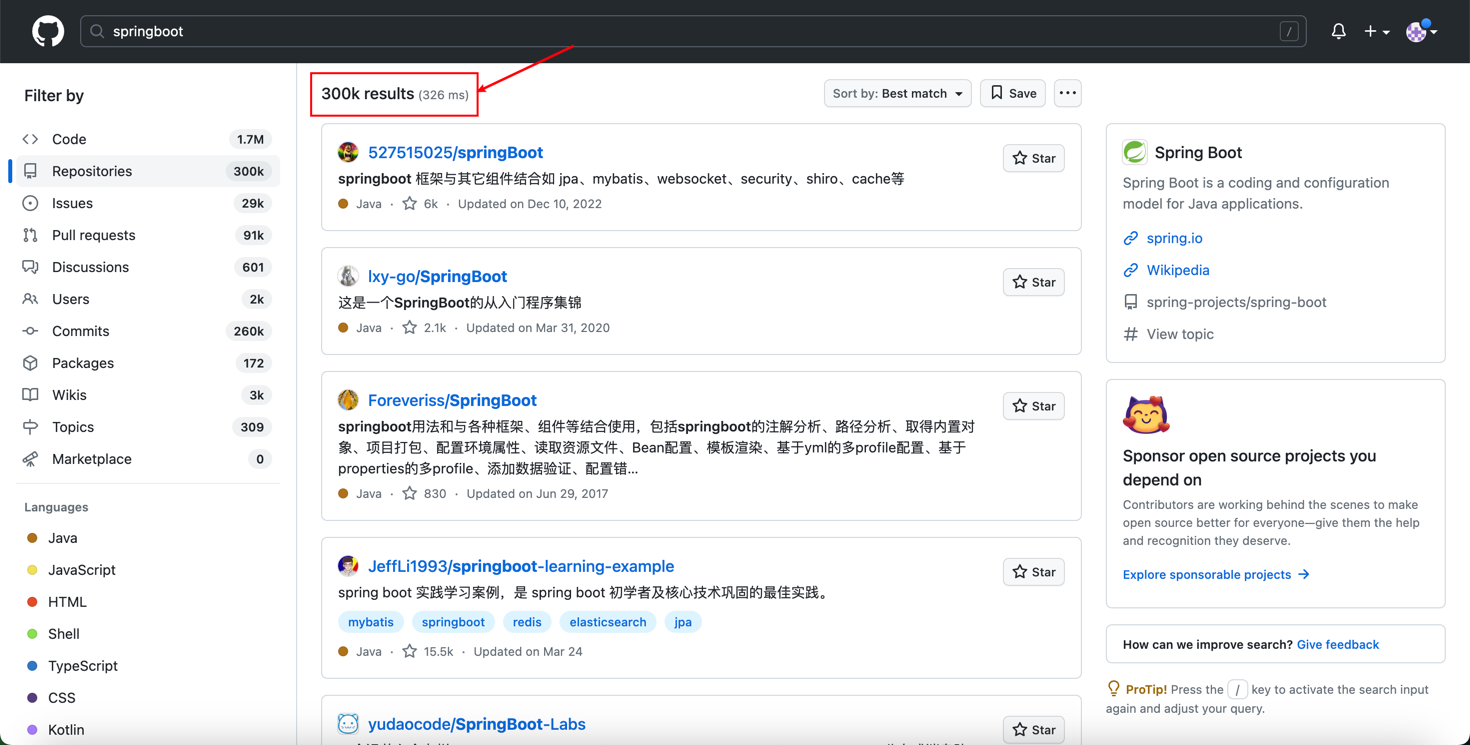 springboot
/
Filter by
Code 1.7M
Repositories 300k
Issues 29k
Pull requests 91k
Discussions 601
Users 2k
Commits 260k
Packages 172
Wikis 3k
Topics 309
Marketplace 0
Languages
Java
JavaScript
HTML
Shell
TypeScript
CSS
Kotlin
300k results (326 ms)
Sort by: Best match
Save
527515025/springBoot
Star
springboot 框架与其它组件结合如 jpa、mybatis、websocket、security、shiro、cache等
Java · 6k · Updated on Dec 10, 2022
lxy-go/SpringBoot
Star
这是一个SpringBoot的从入门程序集锦
Java · 2.1k · Updated on Mar 31, 2020
Foreveriss/SpringBoot
Star
springboot用法和与各种框架、组件等结合使用，包括springboot的注解分析、路径分析、取得内置对
象、项目打包、配置环境属性、读取资源文件、Bean配置、模板渲染、基于yml的多profile配置、基于
properties的多profile、添加数据验证、配置错...
Java · 830 · Updated on Jun 29, 2017
JeffLi1993/springboot-learning-example
Star
spring boot 实践学习案例，是 spring boot 初学者及核心技术巩固的最佳实践。
mybatis springboot redis elasticsearch jpa
Java · 15.5k · Updated on Mar 24
yudaocode/SpringBoot-Labs
Star
Spring Boot
Spring Boot is a coding and configuration
model for Java applications.
spring.io
Wikipedia
spring-projects/spring-boot
# View topic
Sponsor open source projects you
depend on
Contributors are working behind the scenes to make
open source better for everyone—give them the help
and recognition they deserve.
Explore sponsorable projects →
How can we improve search? Give feedback
ProTip! Press the / key to activate the search input
again and adjust your query.